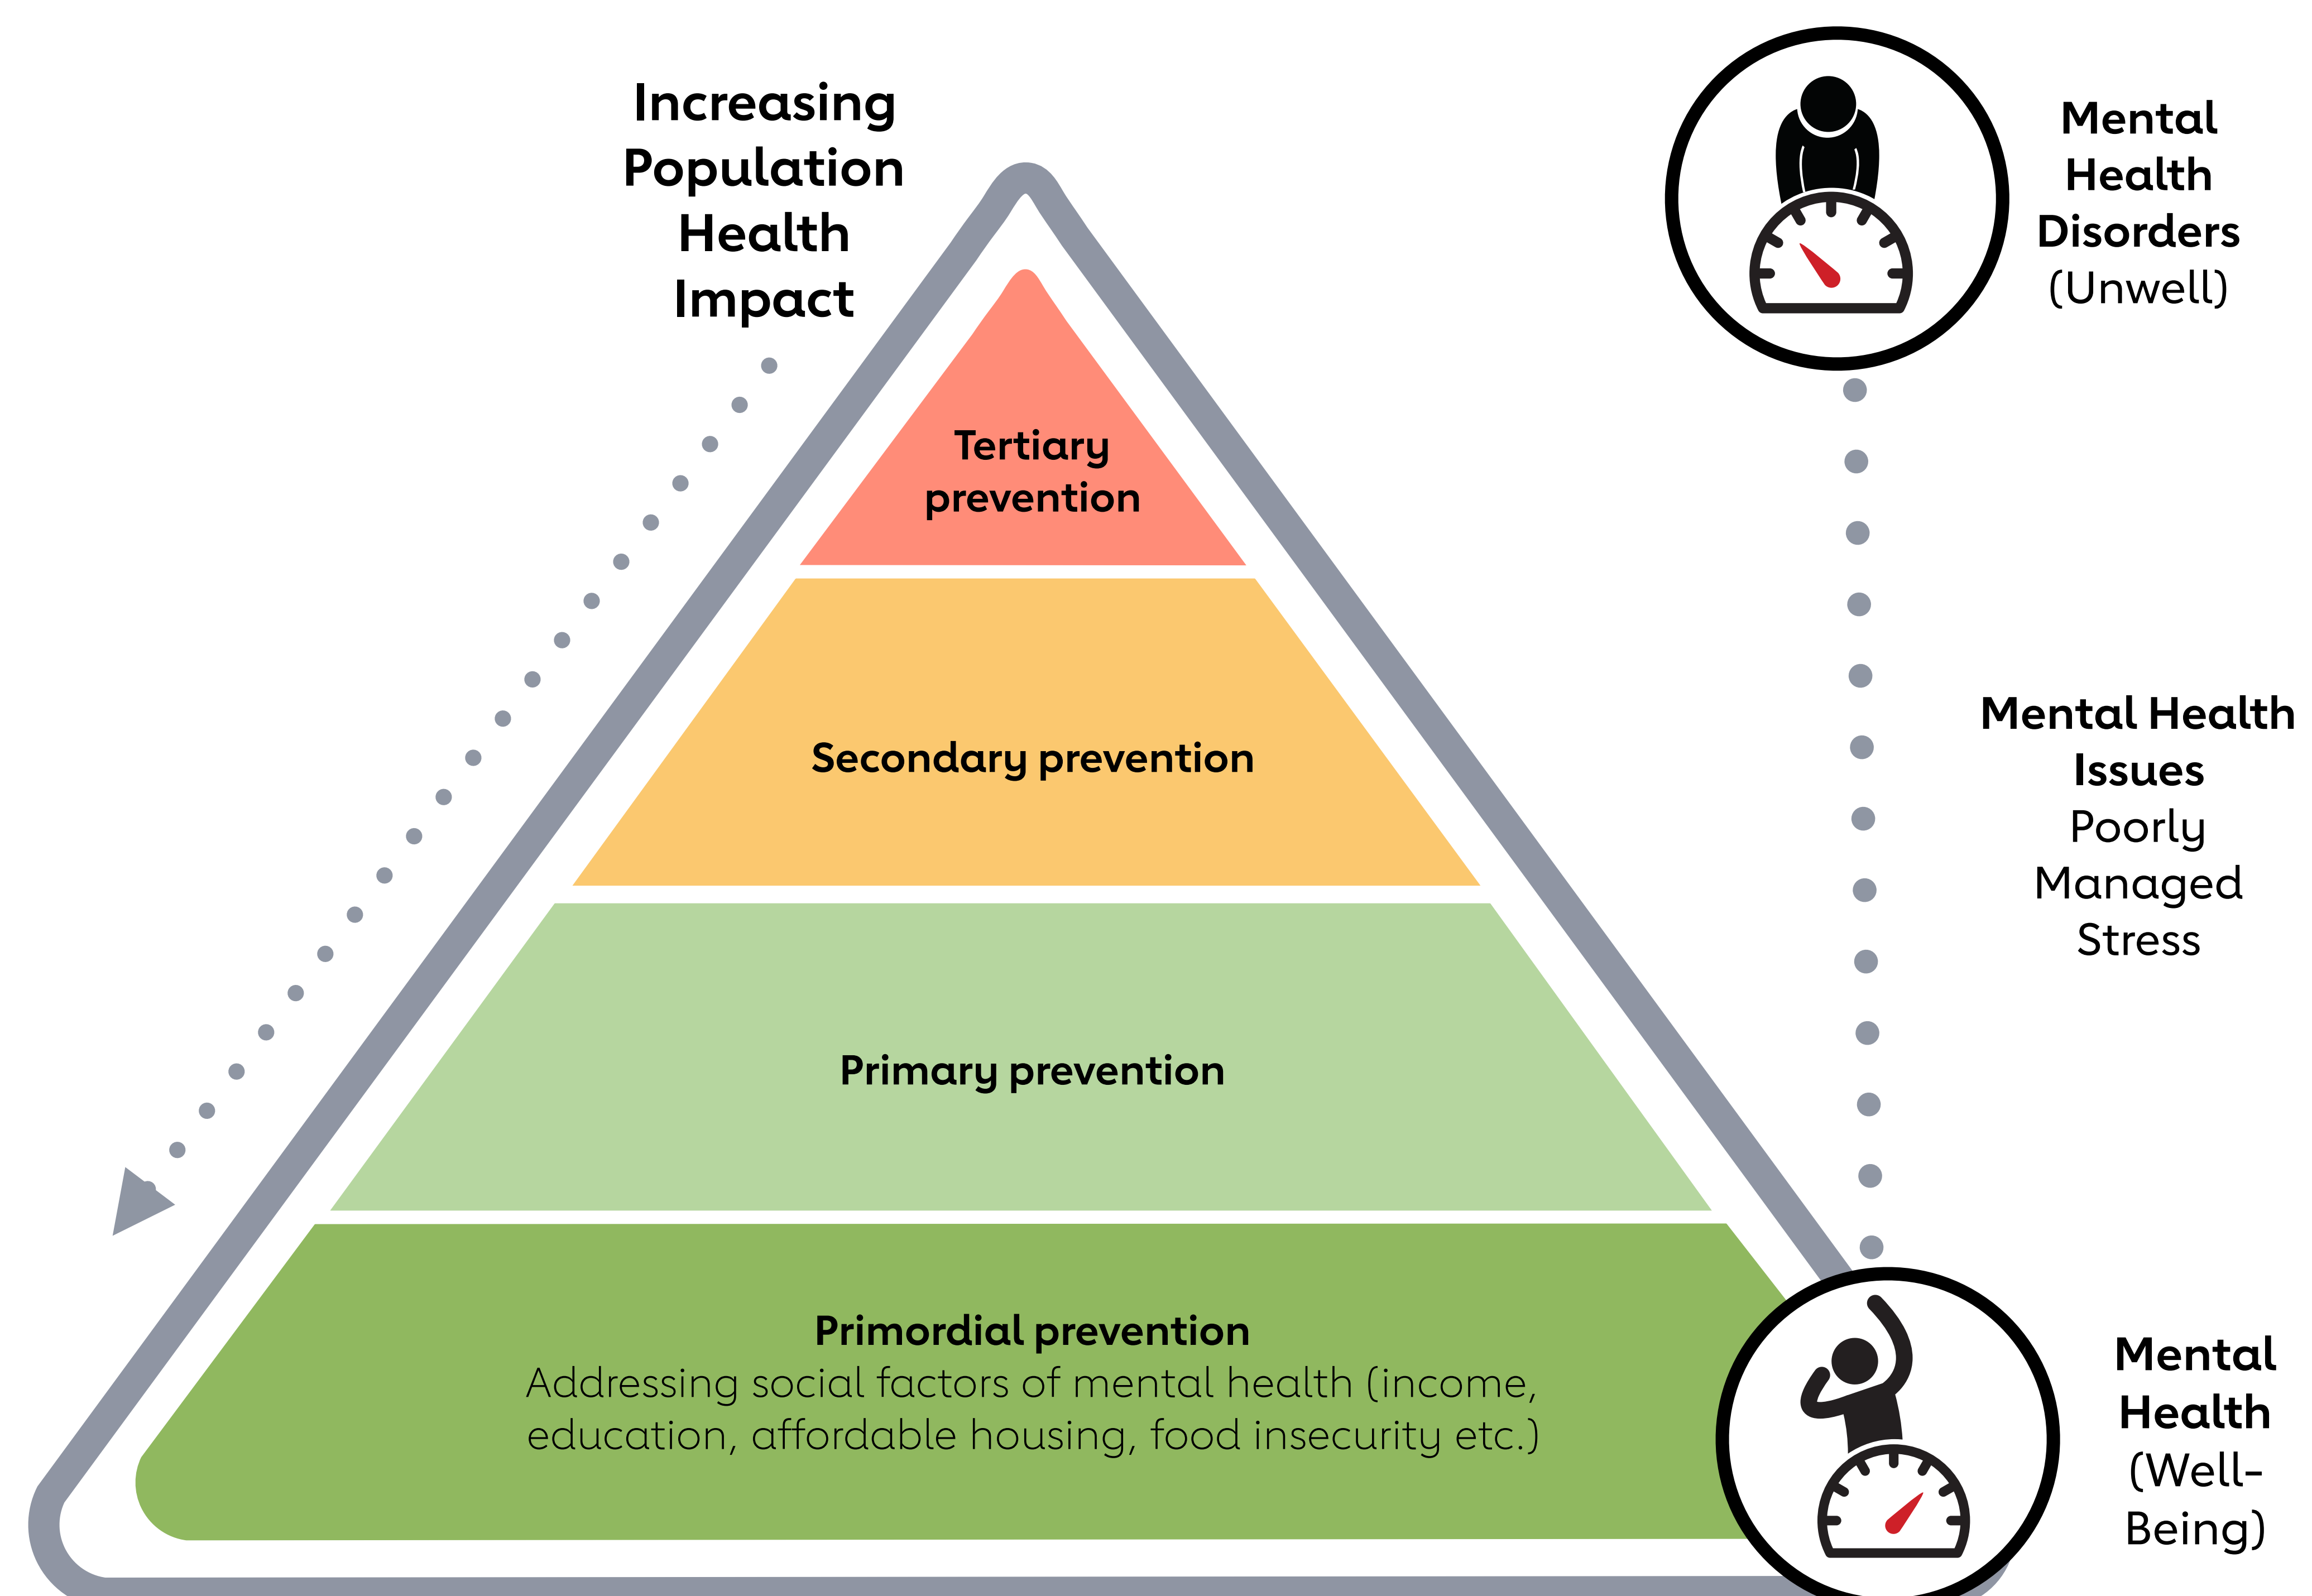 Increasing
Population
Health
Impact
Mental
Health
Disorders
(Unwell)
Tertiary
prevention
Secondary prevention
Mental Health
Issues
Poorly
Managed
Stress
Primary prevention
Primordial prevention
Addressing social factors of mental health (income,
education, affordable housing, food insecurity etc.)
Mental
Health
(Well-
Being)